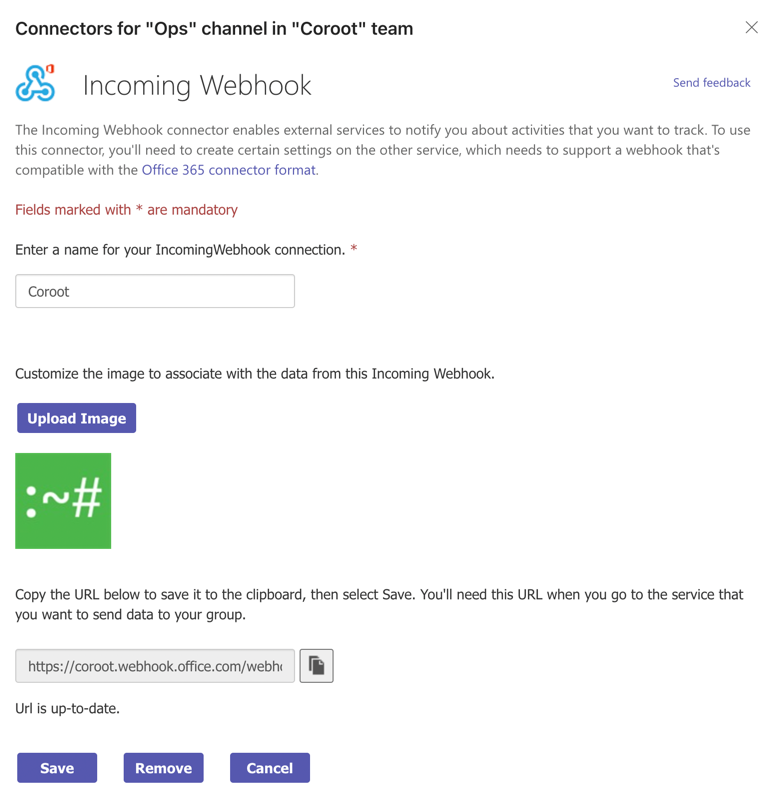 Connectors for "Ops" channel in "Coroot" team
Incoming Webhook
Send feedback
The Incoming Webhook connector enables external services to notify you about activities that you want to track. To use
this connector, you'll need to create certain settings on the other service, which needs to support a webhook that's
compatible with the Office 365 connector format.
Fields marked with * are mandatory
Enter a name for your IncomingWebhook connection. *
Coroot
Customize the image to associate with the data from this Incoming Webhook.
Upload Image
:~#
Copy the URL below to save it to the clipboard, then select Save. You'll need this URL when you go to the service that
you want to send data to your group.
https://coroot.webhook.office.com/webho
Url is up-to-date.
Save Remove Cancel